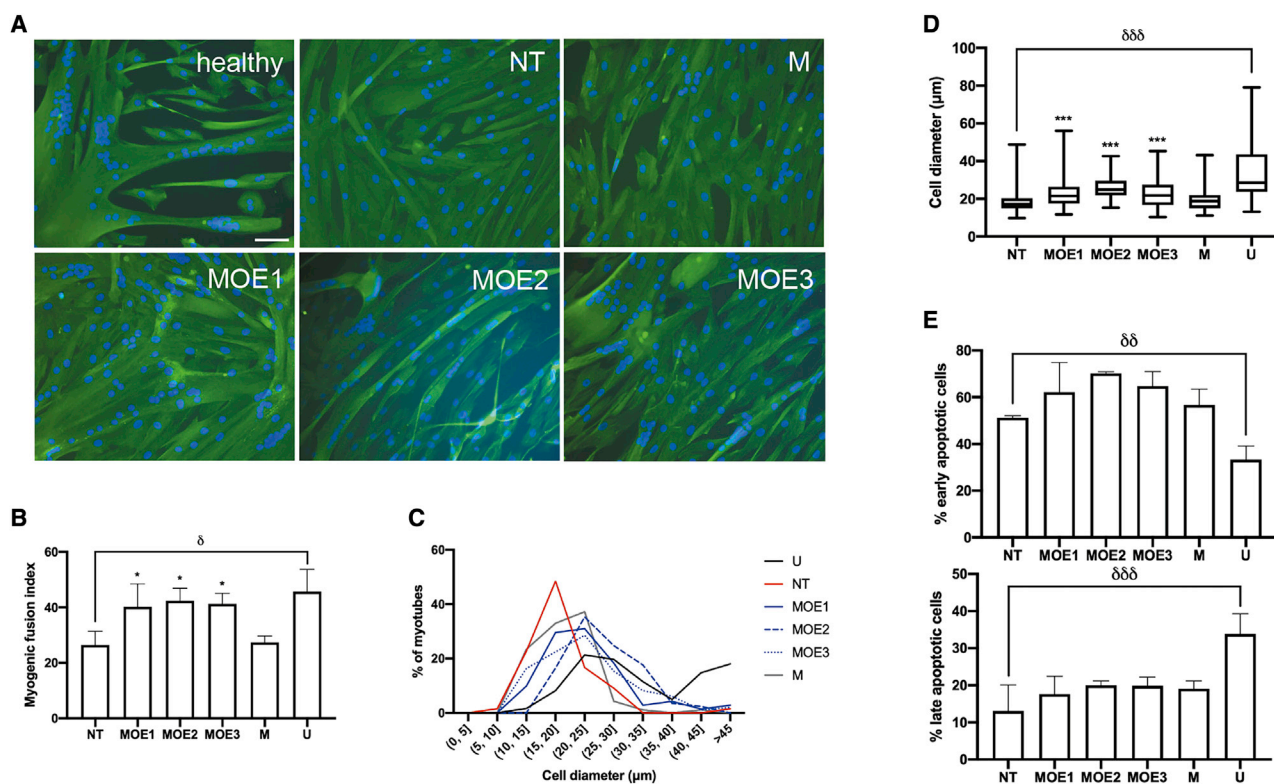 A
healthy
NT
M
MOE1
MOE2
MOE3
B
Myogenic fusion index
60
40
20
0
δ
*
*
*
NT MOE1 MOE2 MOE3 M U
C
% of myotubes
60
40
20
0
(0, 5]
(5, 10]
(10, 15]
(15, 20]
(20, 25]
(25, 30]
(30, 35]
(35, 40]
(40, 45]
>45
Cell diameter (μm)
U
NT
MOE1
MOE2
MOE3
M
D
Cell diameter (μm)
100
80
60
40
20
0
δδδ
***
***
***
NT MOE1 MOE2 MOE3 M U
E
% early apoptotic cells
80
60
40
20
0
δδ
NT MOE1 MOE2 MOE3 M U
% late apoptotic cells
50
40
30
20
10
0
δδδ
NT MOE1 MOE2 MOE3 M U